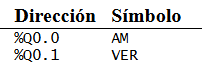 Dirección Símbolo
%Q0.0 AM
%Q0.1 VER